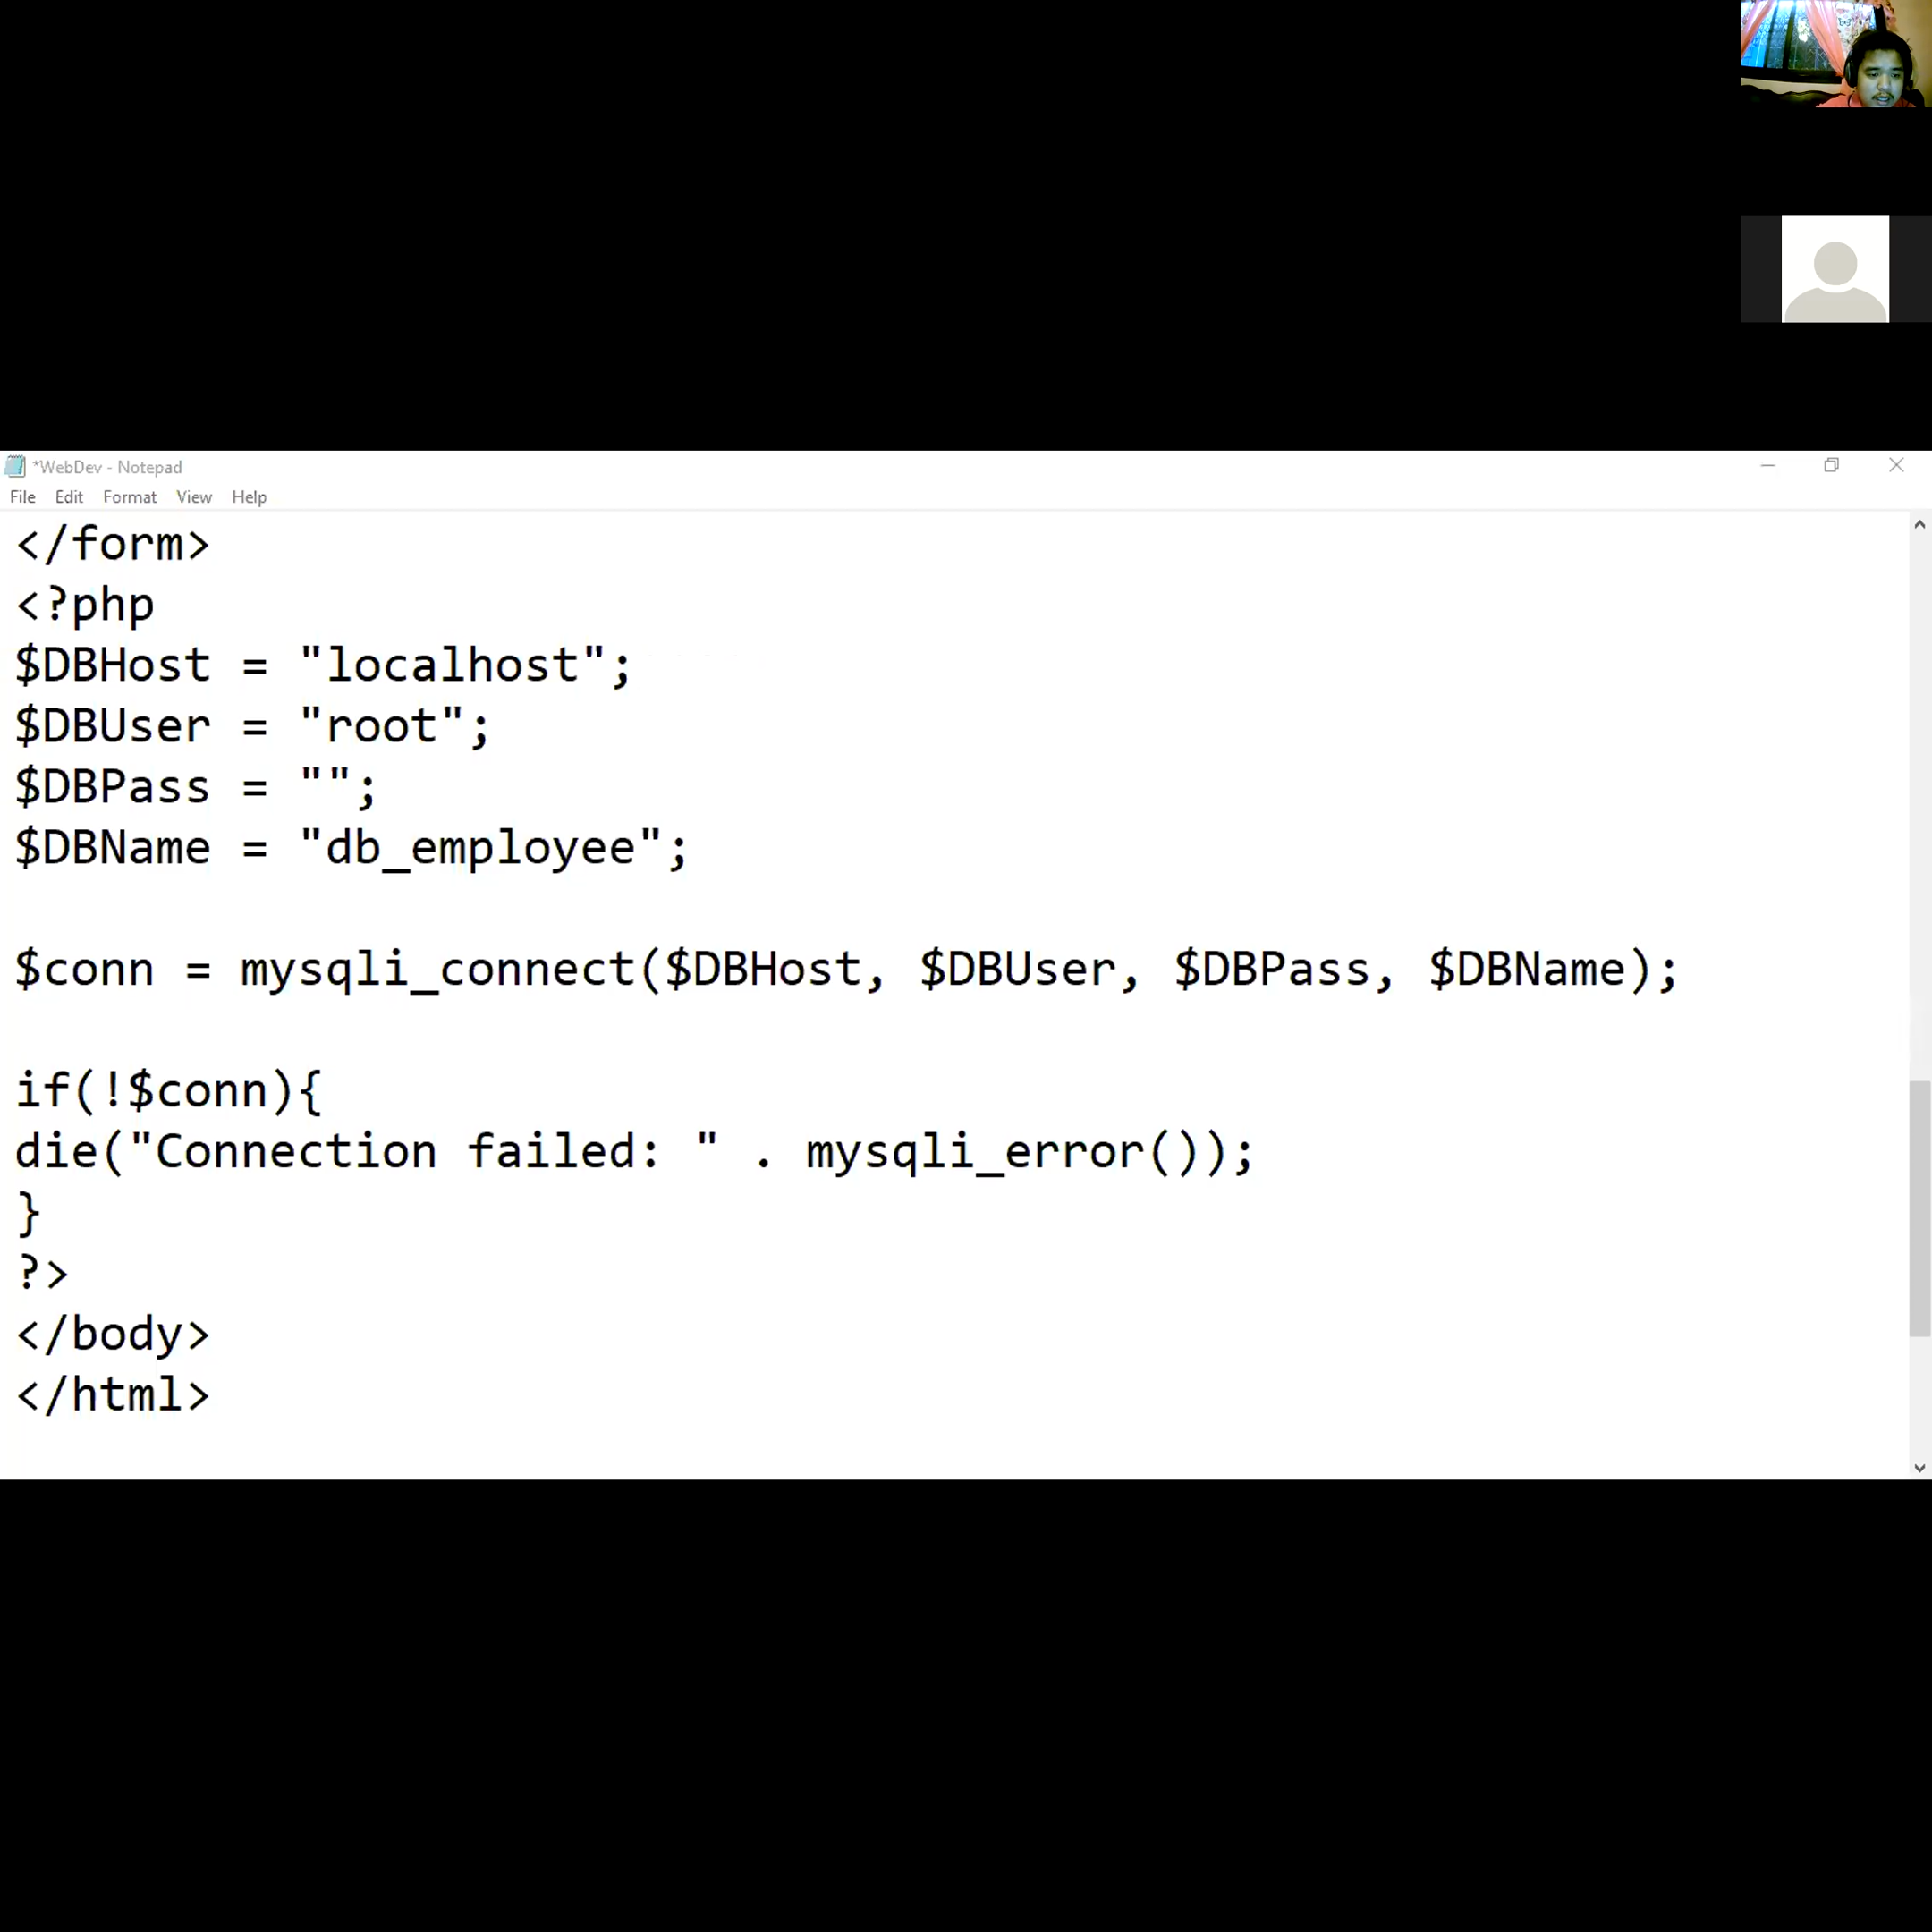 *WebDev - Notepad
File Edit Format View Help
</form>
<?php
$DBHost = "localhost";
$DBUser = "root";
$DBPass = "";
$DBName = "db_employee";
$conn = mysqli_connect($DBHost, $DBUser, $DBPass, $DBName);
if(!$conn){
die("Connection failed: " . mysqli_error());
}
?>
</body>
</html>